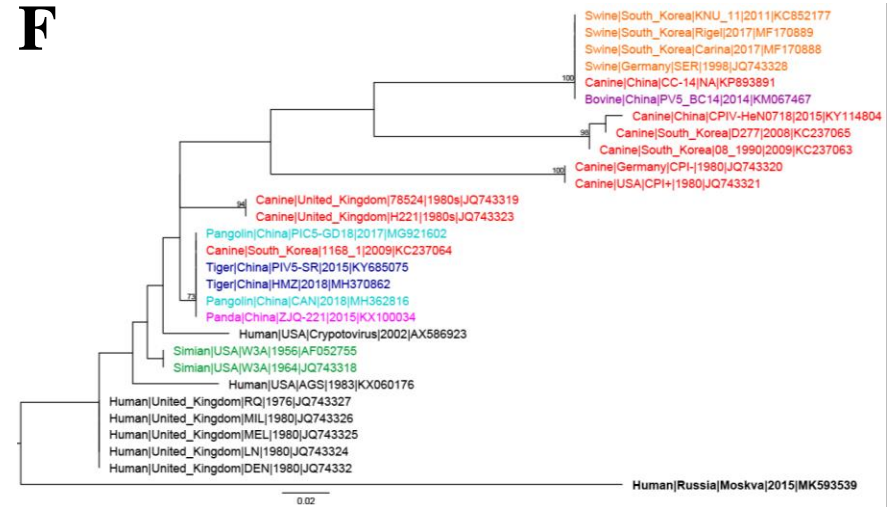 F
Swine|South_Korea|KNU_11|2011|KC852177
Swine|South_Korea|Rigel|2017|MF170889
Swine|South_Korea|Carina|2017|MF170888
Swine|Germany|SER|1998|JQ743328
100
Canine|China|CC-14|NA|KP893891
Bovine|China|PV5_BC14|2014|KM067467
Canine|China|CPIV-HeN0718|2015|KY114804
98
Canine|South_Korea|D277|2008|KC237065
Canine|South_Korea|08_1990|2009|KC237063
100
Canine|Germany|CPI-|1980|JQ743320
Canine|USA|CPI+|1980|JQ743321
94
Canine|United_Kingdom|78524|1980s|JQ743319
Canine|United_Kingdom|H221|1980s|JQ743323
Pangolin|China|PIC5-GD18|2017|MG921602
Canine|South_Korea|1168_1|2009|KC237064
Tiger|China|PIV5-SR|2015|KY685075
Tiger|China|HMZ|2018|MH370862
73
Pangolin|China|CAN|2018|MH362816
Panda|China|ZJQ-221|2015|KX100034
Human|USA|Crypotovirus|2002|AX586923
Simian|USA|W3A|1956|AF052755
Simian|USA|W3A|1964|JQ743318
Human|USA|AGS|1983|KX060176
Human|United_Kingdom|RQ|1976|JQ743327
Human|United_Kingdom|MIL|1980|JQ743326
Human|United_Kingdom|MEL|1980|JQ743325
Human|United_Kingdom|LN|1980|JQ743324
Human|United_Kingdom|DEN|1980|JQ74332
Human|Russia|Moskva|2015|MK593539
0.02